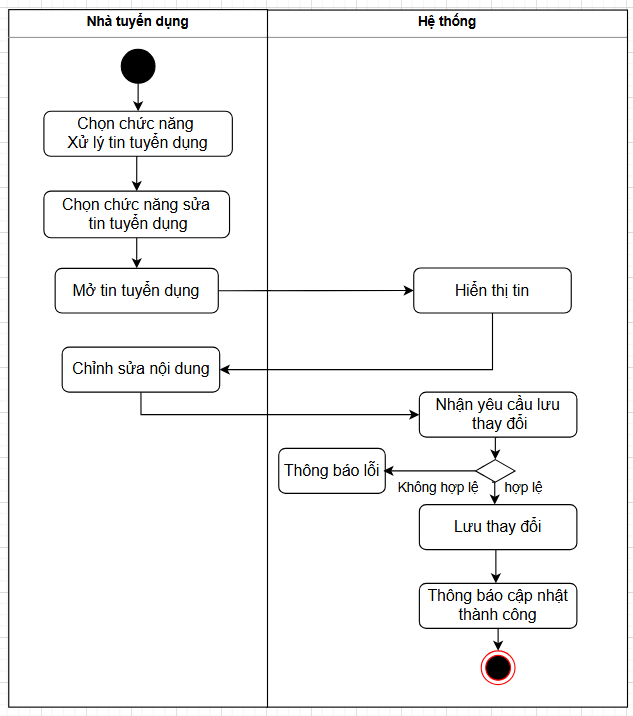 Nhà tuyển dụng
Hệ thống
Chọn chức năng
Xử lý tin tuyển dụng
Chọn chức năng sửa
tin tuyển dụng
Mở tin tuyển dụng
Hiển thị tin
Chỉnh sửa nội dung
Nhận yêu cầu lưu
thay đổi
Thông báo lỗi
Không hợp lệ
hợp lệ
Lưu thay đổi
Thông báo cập nhật
thành công